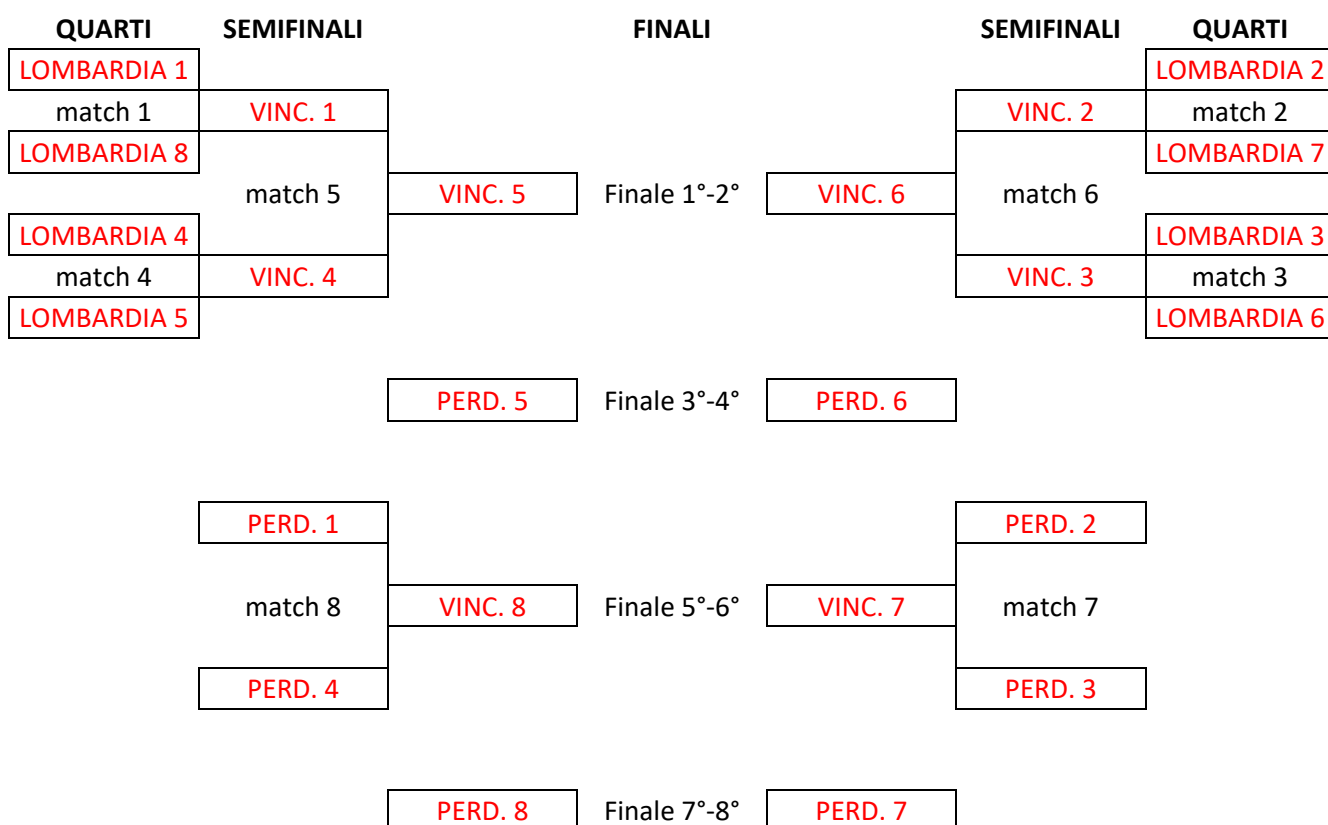 QUARTI SEMIFINALI FINALI SEMIFINALI QUARTI
LOMBARDIA 1 LOMBARDIA 2
match 1 VINC. 1 VINC. 2 match 2
LOMBARDIA 8 LOMBARDIA 7
match 5 VINC. 5 Finale 1°-2° VINC. 6 match 6
LOMBARDIA 4 LOMBARDIA 3
match 4 VINC. 4 VINC. 3 match 3
LOMBARDIA 5 LOMBARDIA 6
PERD. 5 Finale 3°-4° PERD. 6
PERD. 1 PERD. 2
match 8 VINC. 8 Finale 5°-6° VINC. 7 match 7
PERD. 4 PERD. 3
PERD. 8 Finale 7°-8° PERD. 7